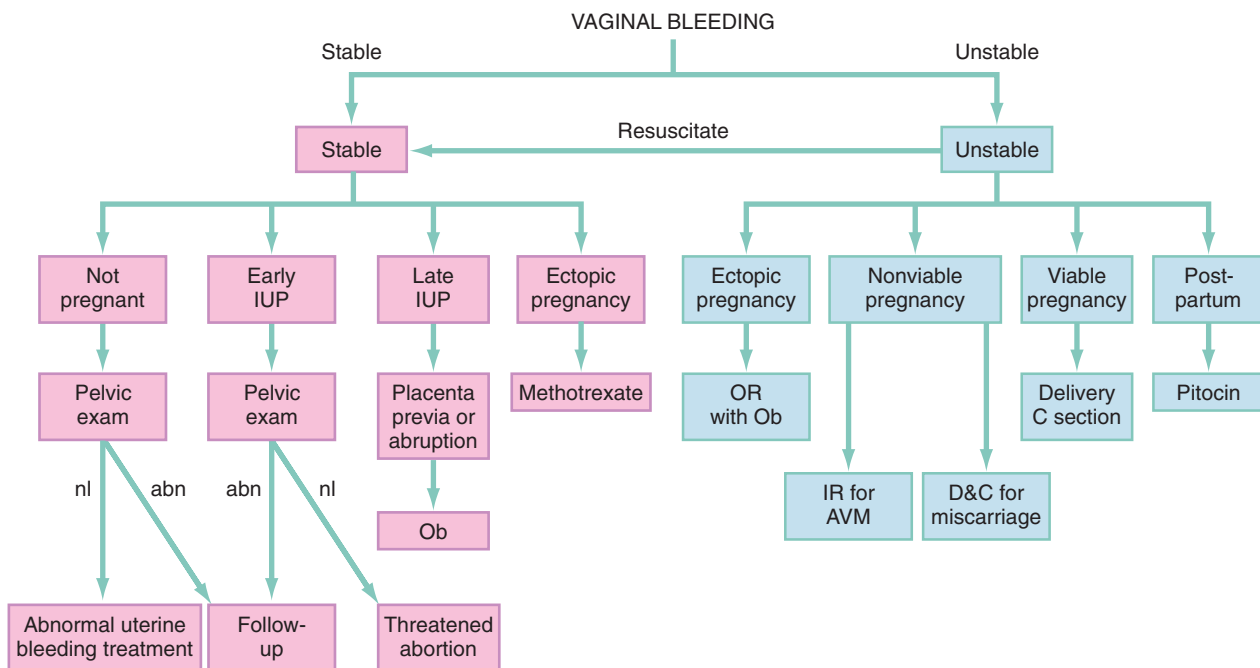 VAGINAL BLEEDING
Stable
Unstable
Resuscitate
Stable
Unstable
Not
pregnant
Early
IUP
Late
IUP
Ectopic
pregnancy
Ectopic
pregnancy
Nonviable
pregnancy
Viable
pregnancy
Post-
partum
Pelvic
exam
Pelvic
exam
Placenta
previa or
abruption
Methotrexate
OR
with Ob
Delivery
C section
Pitocin
nl
abn
abn
nl
Ob
IR for
AVM
D&C for
miscarriage
Abnormal uterine
bleeding treatment
Follow-
up
Threatened
abortion